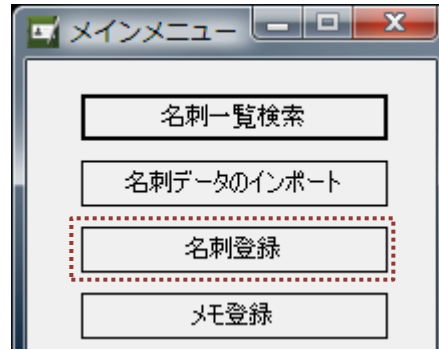 メインメニュー
名刺一覧検索
名刺データのインポート
名刺登録
メモ登録